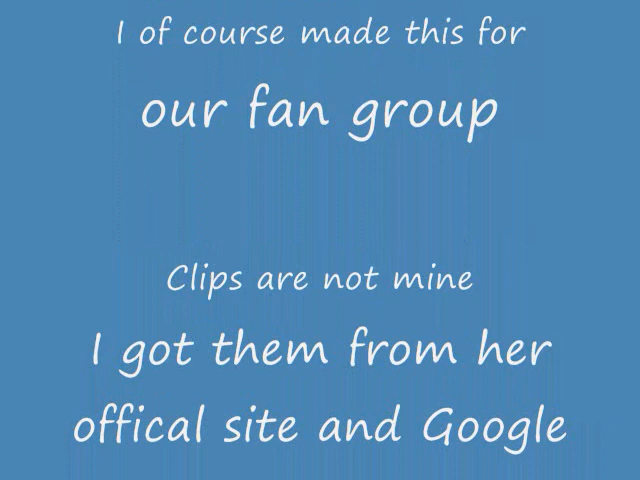 I of course made this for
our fan group
Clips are not mine
I got them from her
offical site and Google